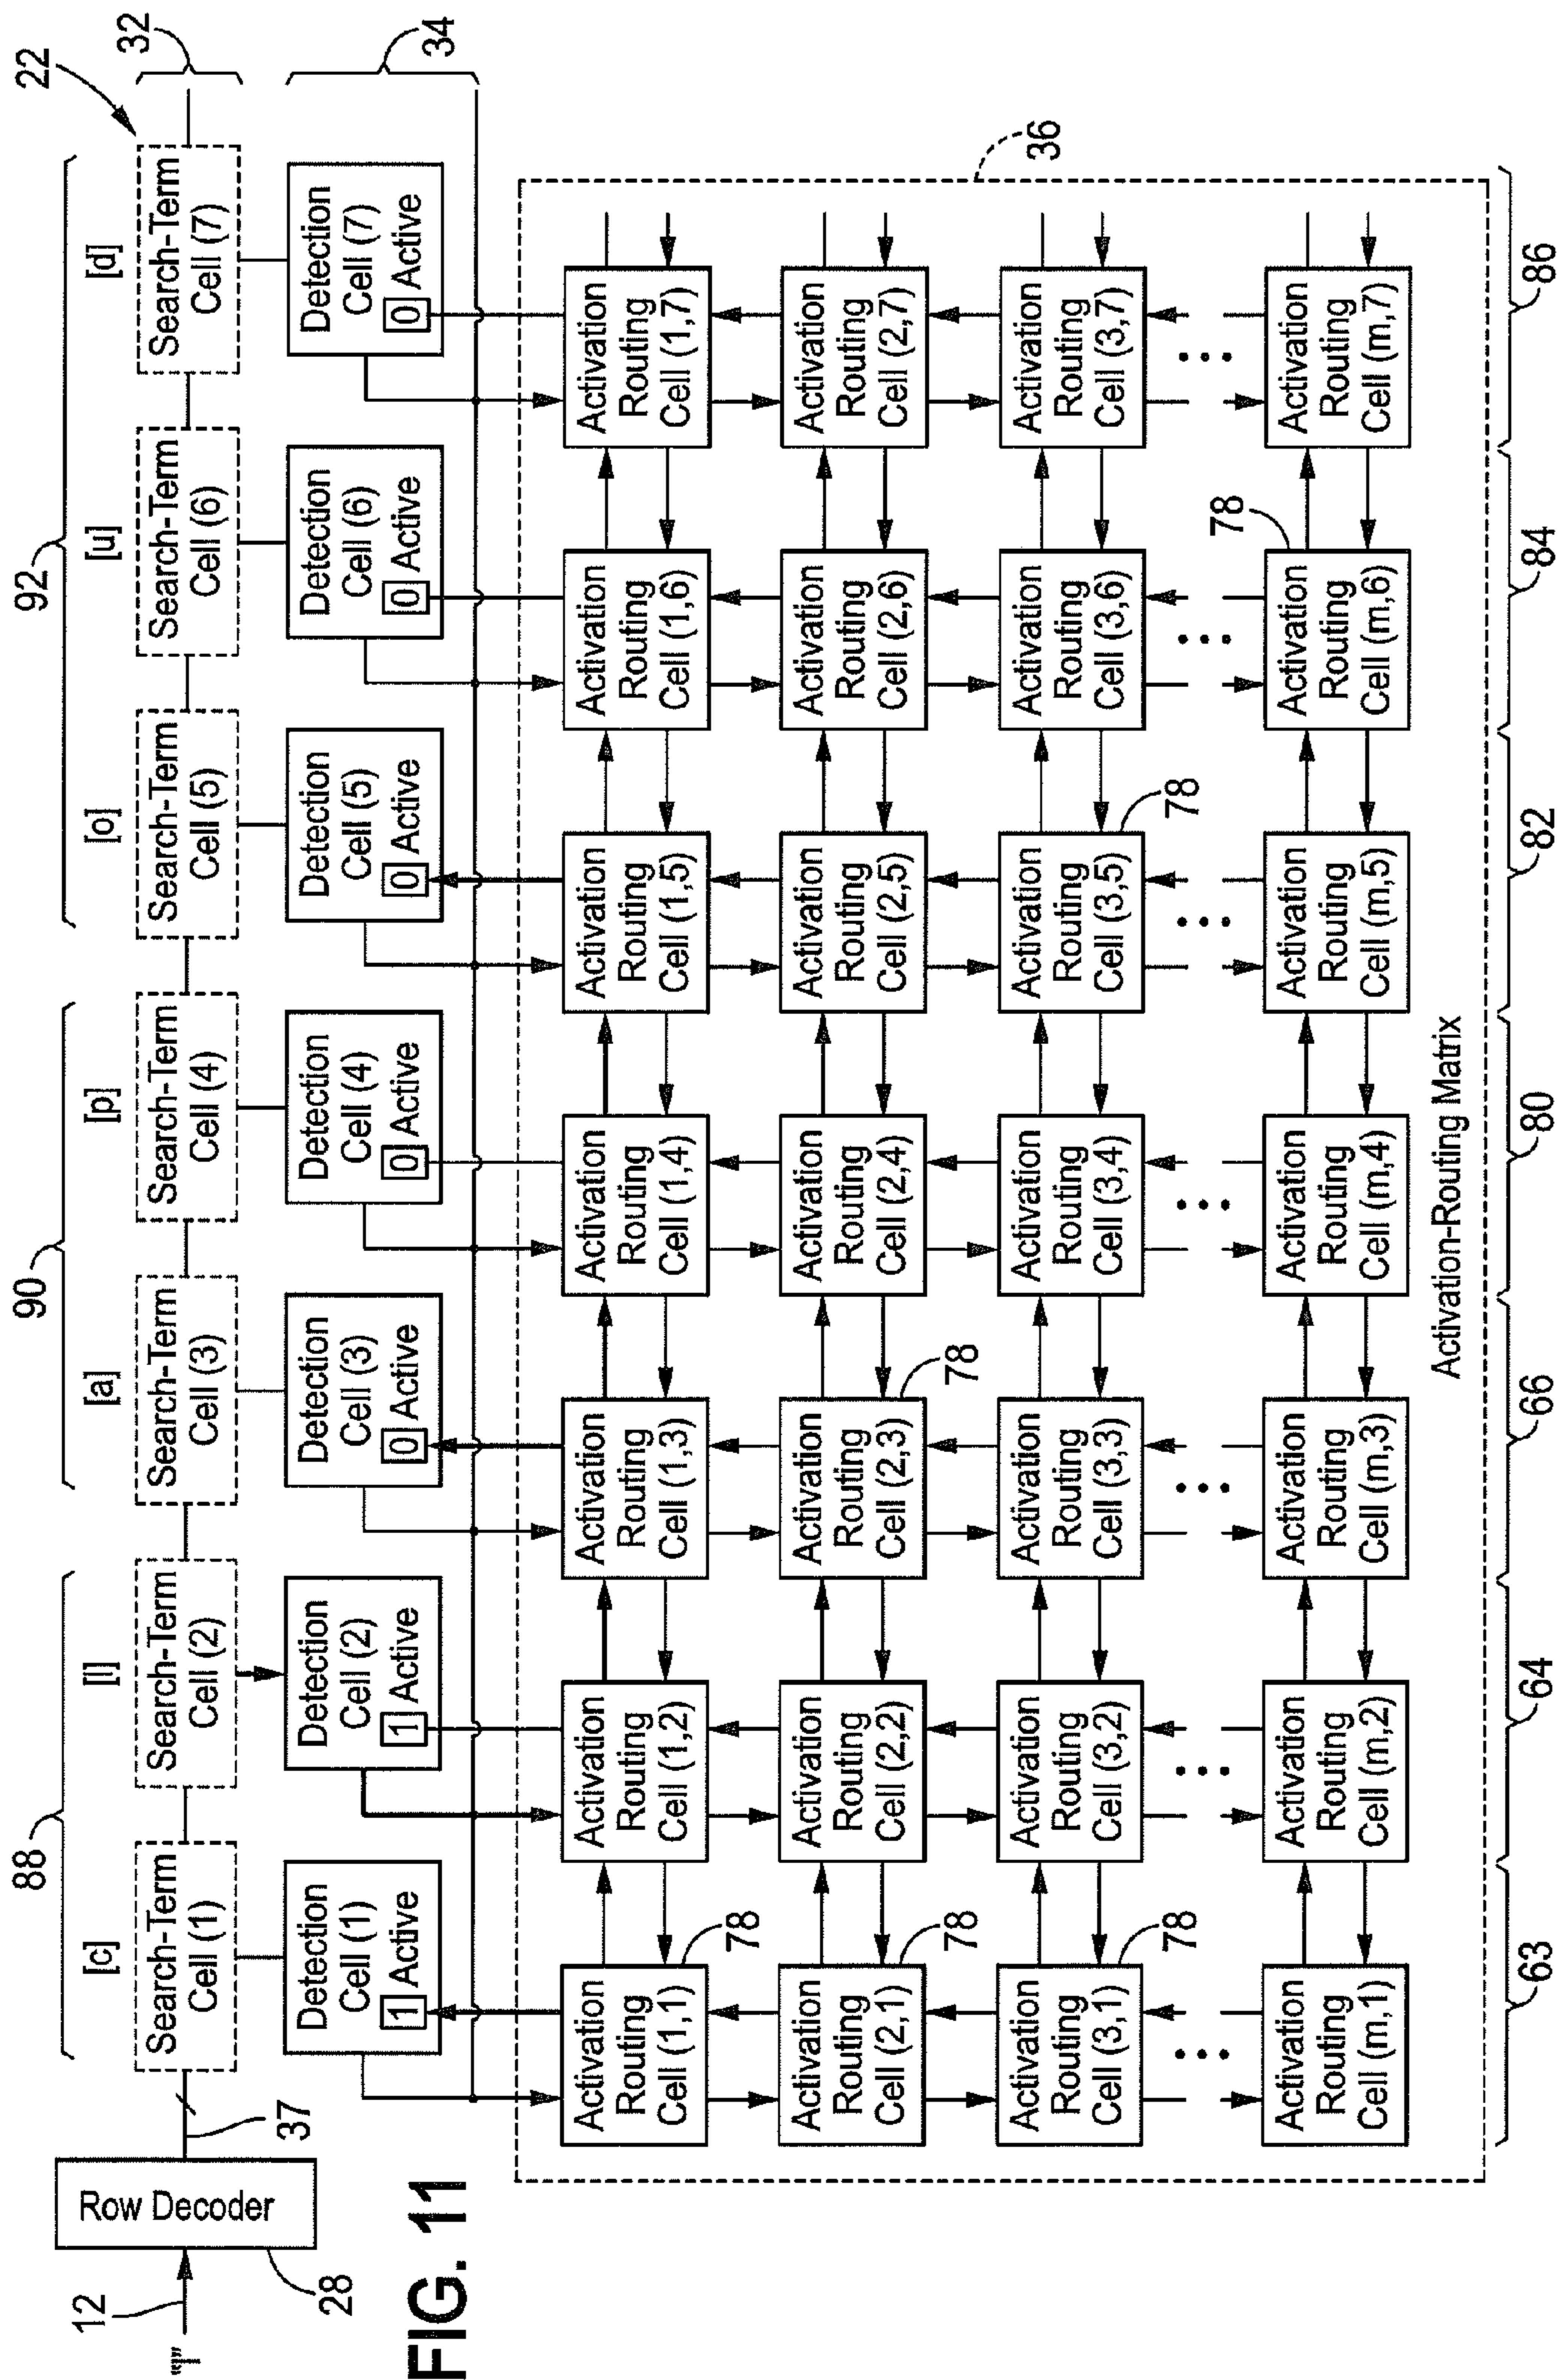 88
90
92
22
[c]
[l]
[a]
[p]
[o]
[u]
[d]
"l"
12
Row Decoder
28
37
Search-Term
Cell (1)
Search-Term
Cell (2)
Search-Term
Cell (3)
Search-Term
Cell (4)
Search-Term
Cell (5)
Search-Term
Cell (6)
Search-Term
Cell (7)
32
Detection
Cell (1)
1 Active
Detection
Cell (2)
1 Active
Detection
Cell (3)
0 Active
Detection
Cell (4)
0 Active
Detection
Cell (5)
0 Active
Detection
Cell (6)
0 Active
Detection
Cell (7)
0 Active
34
FIG. 11
Activation
Routing
Cell (1,1)
78
Activation
Routing
Cell (1,2)
Activation
Routing
Cell (1,3)
Activation
Routing
Cell (1,4)
Activation
Routing
Cell (1,5)
Activation
Routing
Cell (1,6)
Activation
Routing
Cell (1,7)
Activation
Routing
Cell (2,1)
78
Activation
Routing
Cell (2,2)
Activation
Routing
Cell (2,3)
78
Activation
Routing
Cell (2,4)
Activation
Routing
Cell (2,5)
Activation
Routing
Cell (2,6)
Activation
Routing
Cell (2,7)
36
Activation
Routing
Cell (3,1)
78
Activation
Routing
Cell (3,2)
Activation
Routing
Cell (3,3)
Activation
Routing
Cell (3,4)
Activation
Routing
Cell (3,5)
78
Activation
Routing
Cell (3,6)
Activation
Routing
Cell (3,7)
Activation
Routing
Cell (m,1)
Activation
Routing
Cell (m,2)
Activation
Routing
Cell (m,3)
Activation
Routing
Cell (m,4)
Activation
Routing
Cell (m,5)
Activation
Routing
Cell (m,6)
78
Activation
Routing
Cell (m,7)
Activation-Routing Matrix
63
64
66
80
82
84
86